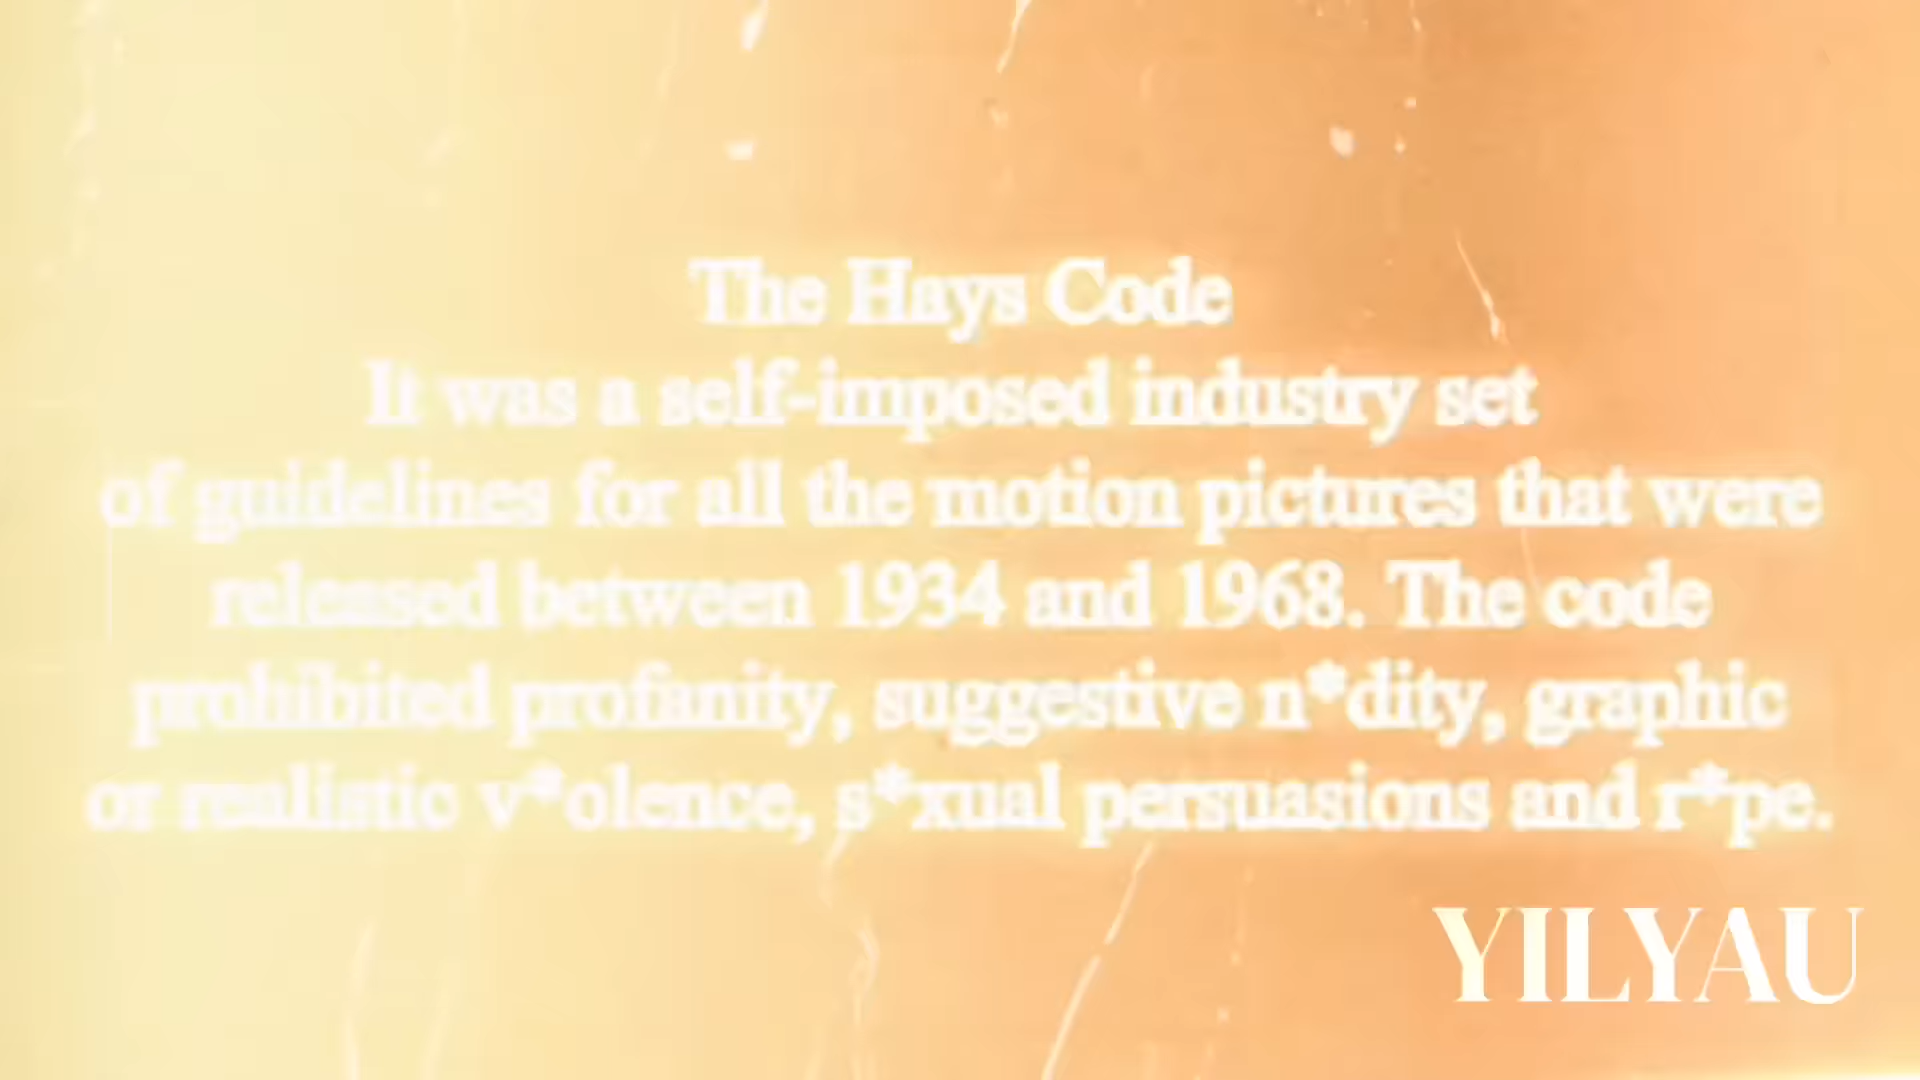 The Hays Code
It was a self-imposed industry set
of guidelines for all the motion pictures that were
released between 1934 and 1968. The code
prohibited profanity, suggestive n*dity, graphic
or realistic v*olence, s*xual persuasions and r*pe.
YILYAU